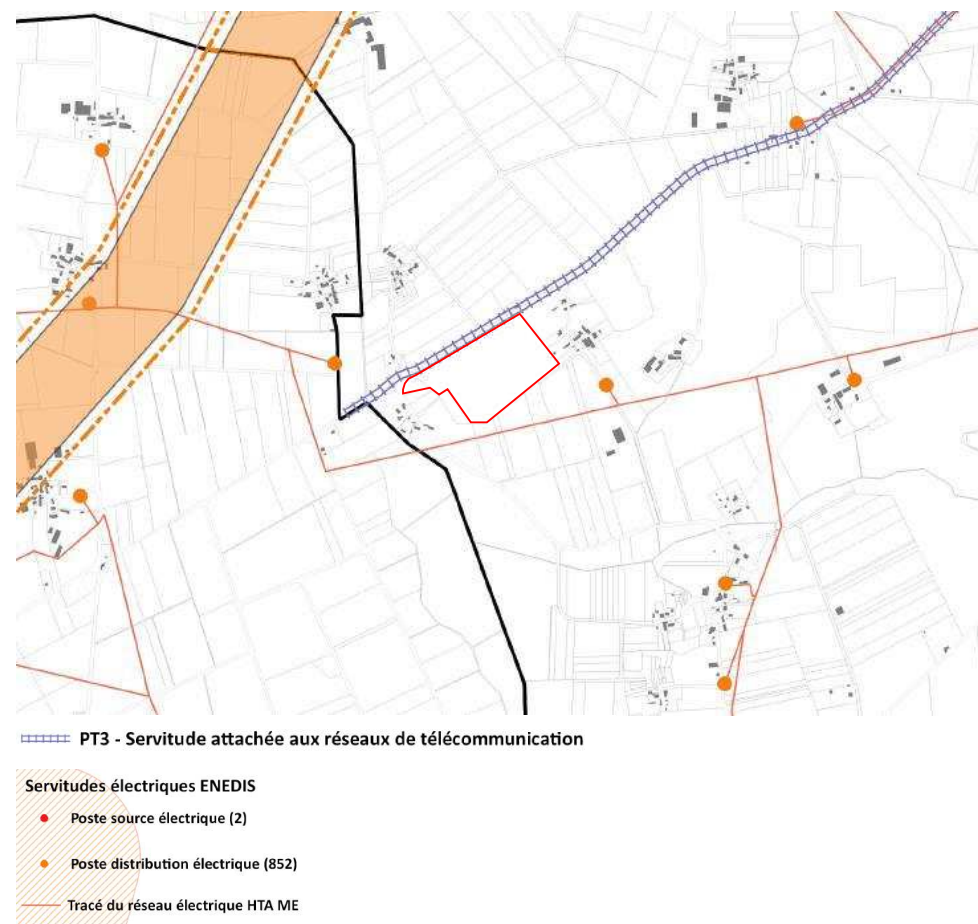 PT3 - Servitude attachée aux réseaux de télécommunication
Servitudes électriques ENEDIS
Poste source électrique (2)
Poste distribution électrique (852)
Tracé du réseau électrique HTA ME